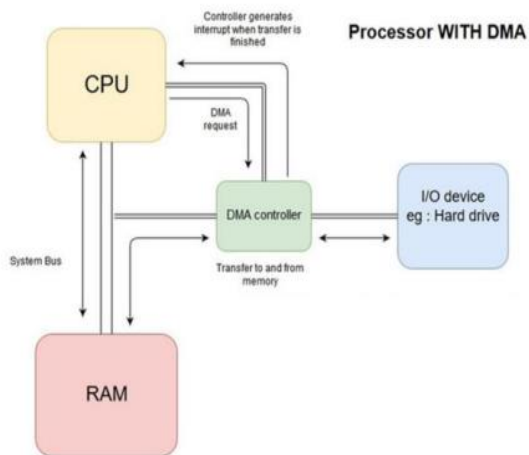 Controller generates
interrupt when transfer is
finished
Processor WITH DMA
CPU
DMA
request
I/O device
eg : Hard drive
DMA controller
System Bus
Transfer to and from
memory
RAM